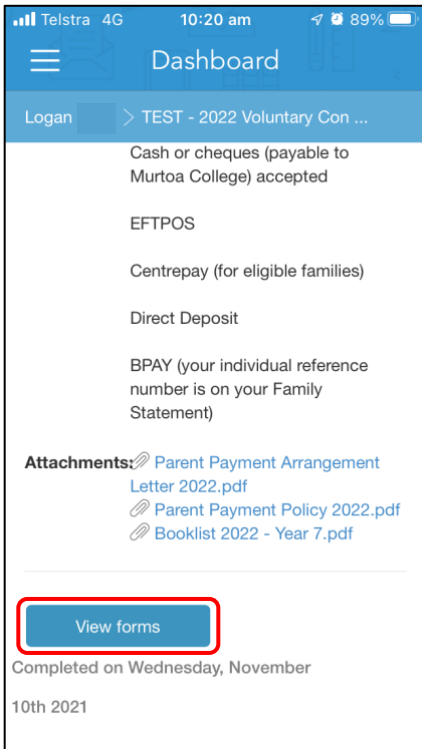 Telstra 4G 10:20 am 89%
Dashboard
Logan > TEST - 2022 Voluntary Con ...
Cash or cheques (payable to
Murtoa College) accepted
EFTPOS
Centrepay (for eligible families)
Direct Deposit
BPAY (your individual reference
number is on your Family
Statement)
Attachments: Parent Payment Arrangement
Letter 2022.pdf
Parent Payment Policy 2022.pdf
Booklist 2022 - Year 7.pdf
View forms
Completed on Wednesday, November
10th 2021